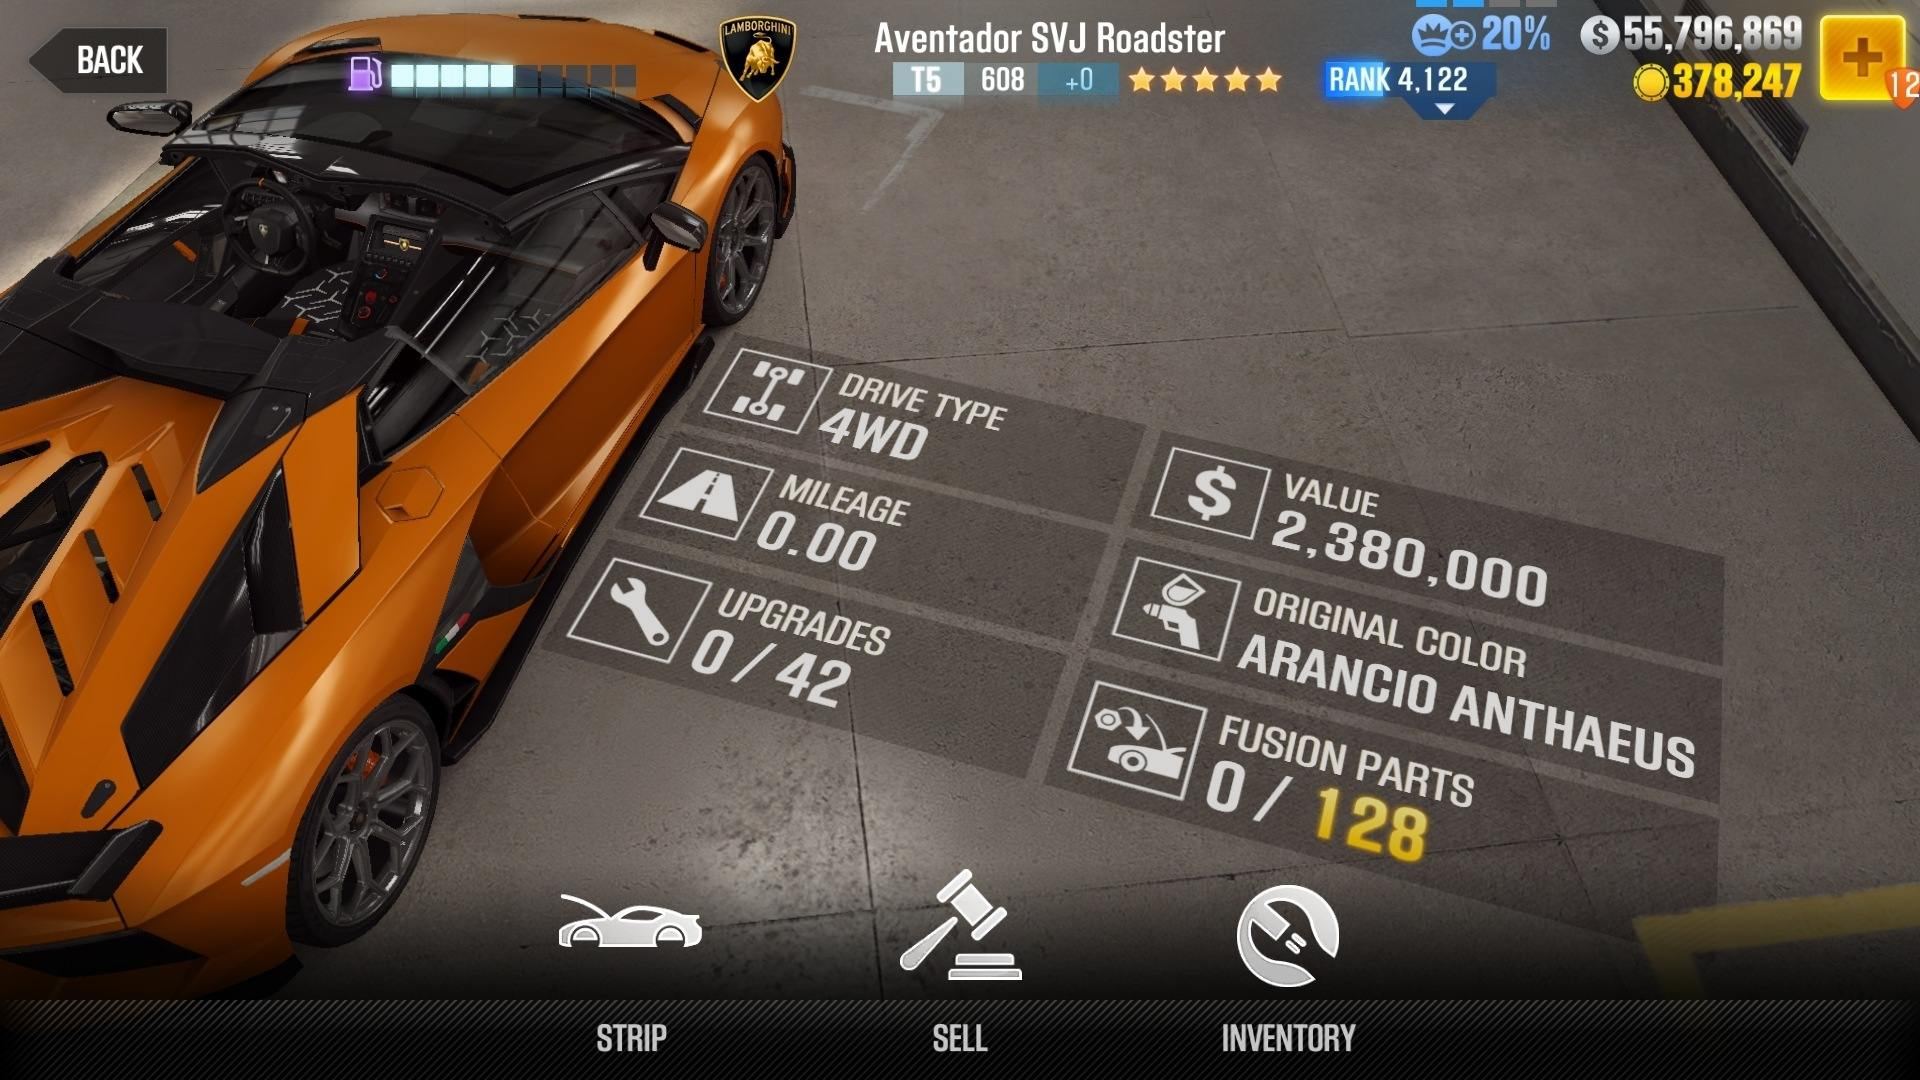 BACK
LAMBORGHINI
Aventador SVJ Roadster
T5 608 +0
20%
RANK 4,122
55,796,869
378,247
12
DRIVE TYPE
4WD
MILEAGE
0.00
UPGRADES
0/42
VALUE
2,380,000
ORIGINAL COLOR
ARANCIO ANTHAEUS
FUSION PARTS
0/ 128
STRIP
SELL
INVENTORY